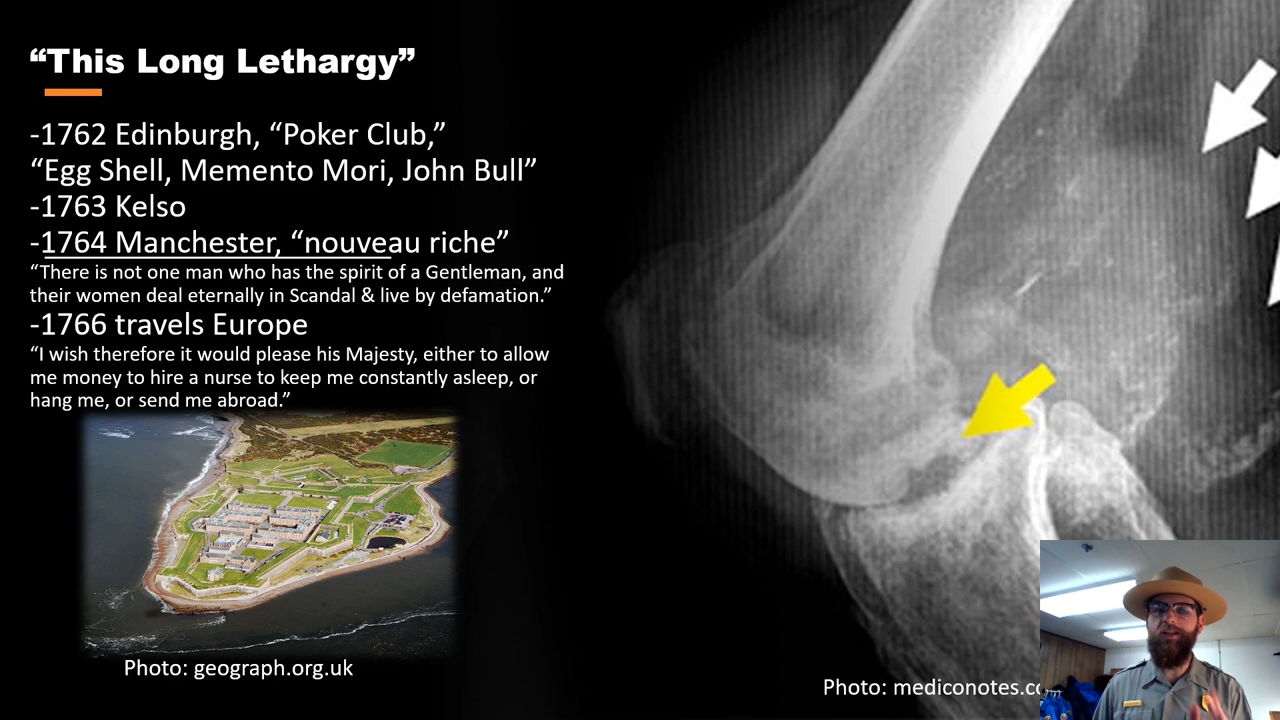 “This Long Lethargy”
-1762 Edinburgh, “Poker Club,”
“Egg Shell, Memento Mori, John Bull”
-1763 Kelso
-1764 Manchester, “nouveau riche”
“There is not one man who has the spirit of a Gentleman, and
their women deal eternally in Scandal & live by defamation.”
-1766 travels Europe
“I wish therefore it would please his Majesty, either to allow
me money to hire a nurse to keep me constantly asleep, or
hang me, or send me abroad.”
Photo: geograph.org.uk
Photo: mediconotes.co